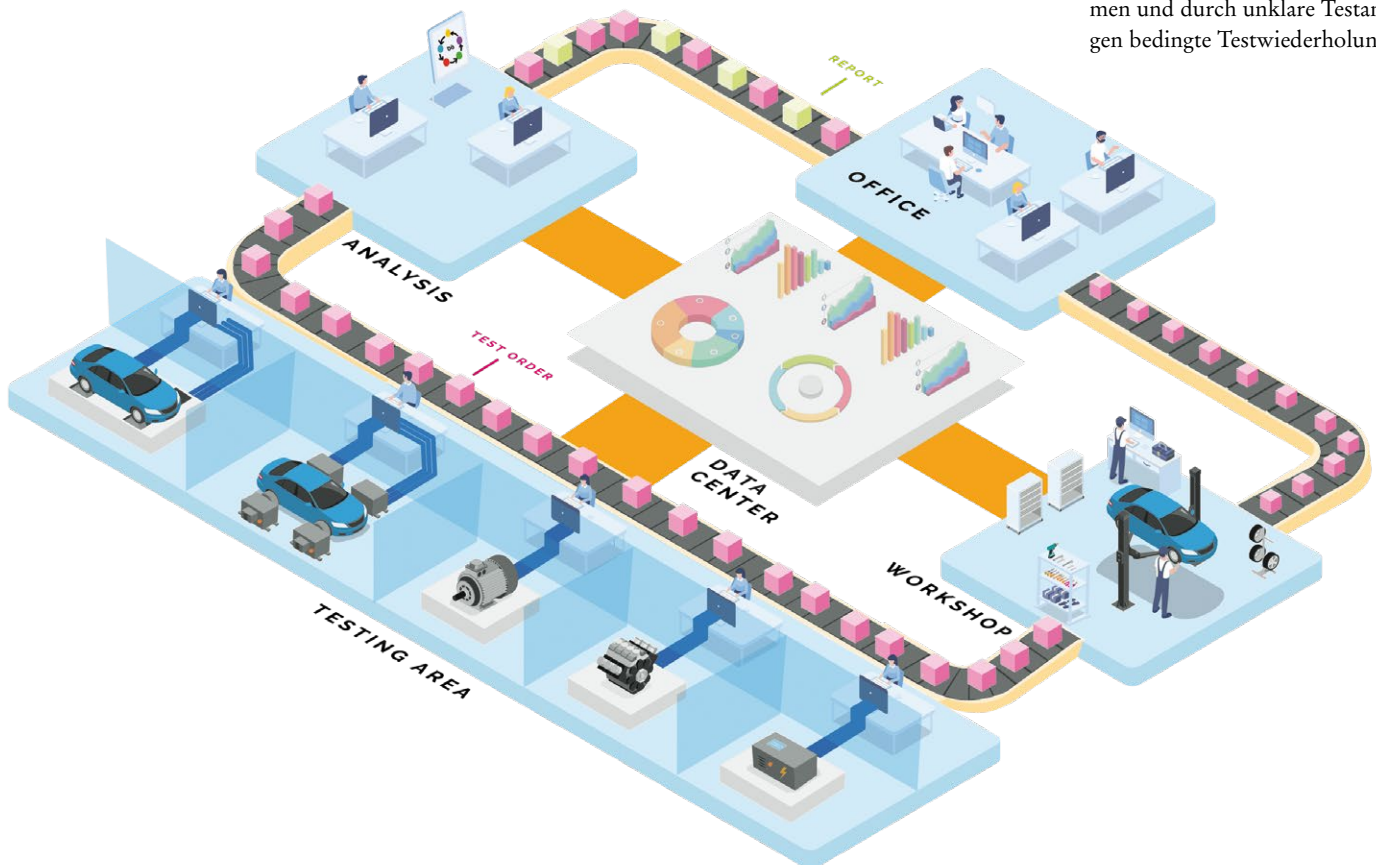 men und durch unklare Testan
gen bedingte Testwiederholun
REPORT
OFFICE
ANALYSIS
TEST ORDER
DATA
CENTER
WORKSHOP
TESTING AREA